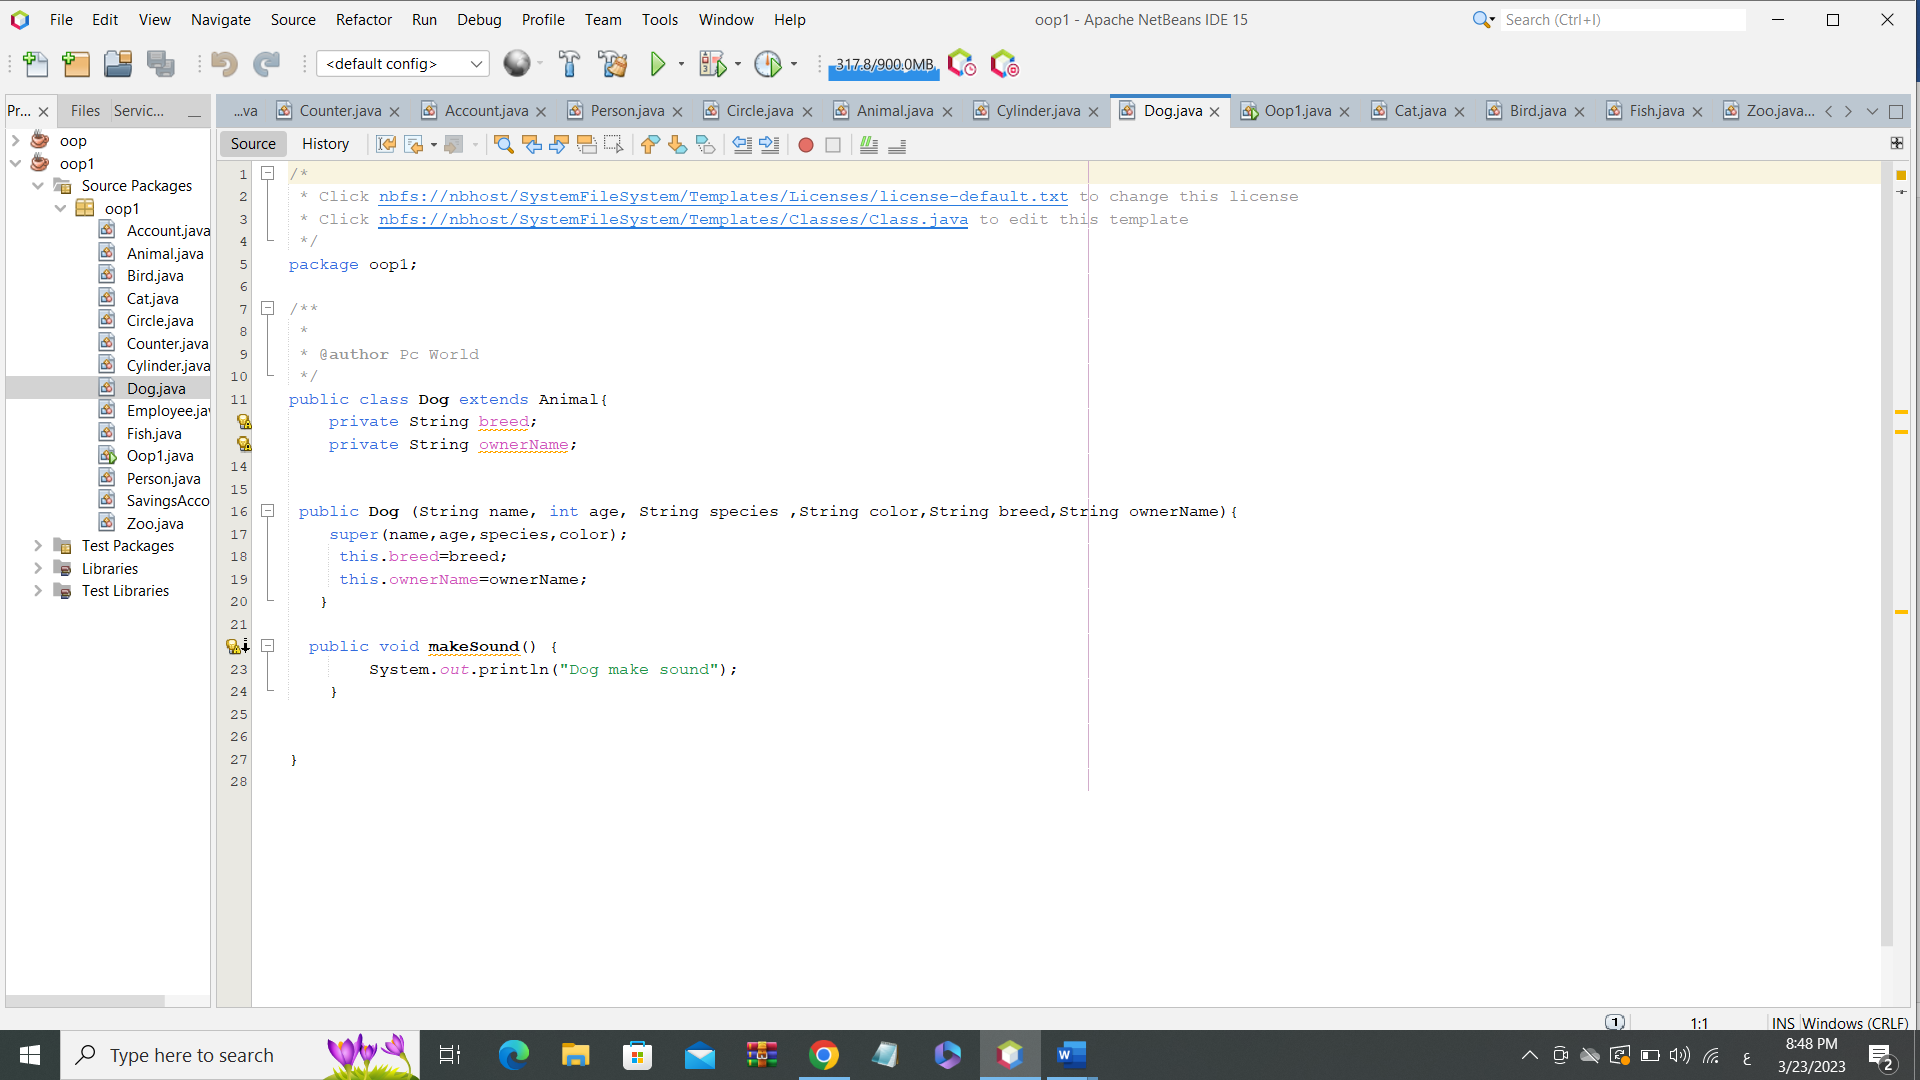 File Edit View Navigate Source Refactor Run Debug Profile Team Tools Window Help
oop1 - Apache NetBeans IDE 15
Search (Ctrl+I)
<default config>
317.8/900.0MB
Pr... Files Servic...
...va Counter.java Account.java Person.java Circle.java Animal.java Cylinder.java Dog.java Oop1.java Cat.java Bird.java Fish.java Zoo.java...
Source History
oop
oop1
Source Packages
oop1
Account.java
Animal.java
Bird.java
Cat.java
Circle.java
Counter.java
Cylinder.java
Dog.java
Employee.jav
Fish.java
Oop1.java
Person.java
SavingsAcco
Zoo.java
Test Packages
Libraries
Test Libraries
1 /*
2 * Click nbfs://nbhost/SystemFileSystem/Templates/Licenses/license-default.txt to change this license
3 * Click nbfs://nbhost/SystemFileSystem/Templates/Classes/Class.java to edit this template
4 */
5 package oop1;
6
7 /**
8 *
9 * @author Pc World
10 */
11 public class Dog extends Animal{
private String breed;
private String ownerName;
14
15
16 public Dog (String name, int age, String species ,String color,String breed,String ownerName){
17 super(name,age,species,color);
18 this.breed=breed;
19 this.ownerName=ownerName;
20 }
21
public void makeSound() {
23 System.out.println("Dog make sound");
24 }
25
26
27 }
28
1 1:1 INS Windows (CRLF)
Type here to search
ع
8:48 PM
3/23/2023
2